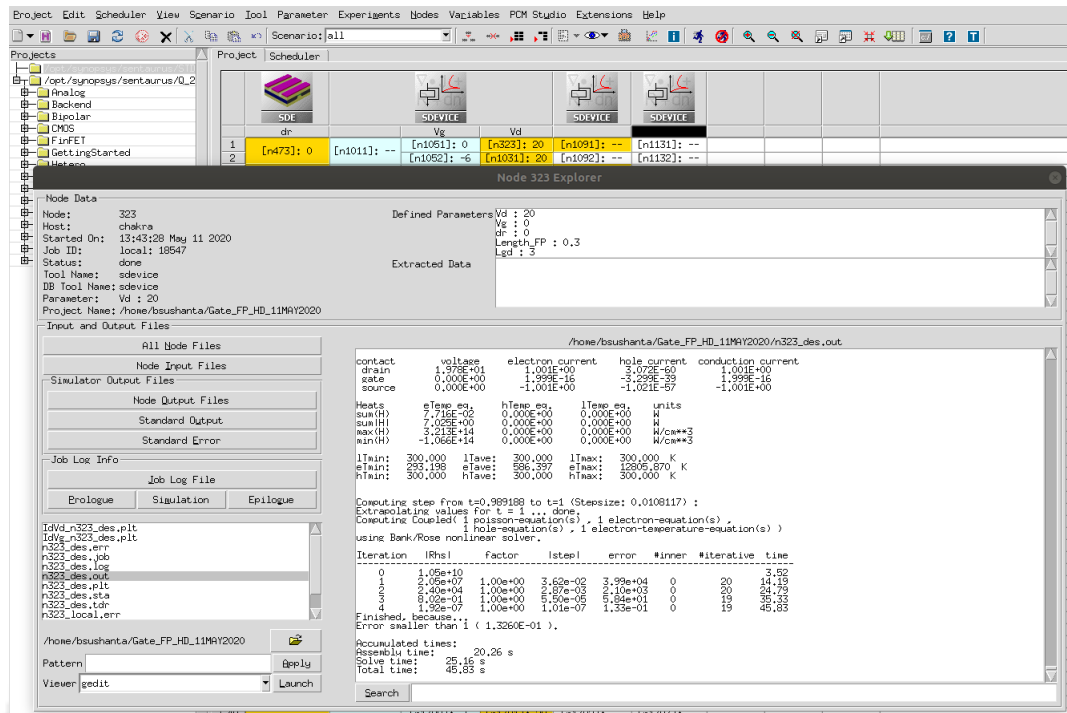 Project Edit Scheduler View Scenario Tool Parameter Experiments Nodes Variables PCM Studio Extensions Help
Scenario: all
Projects
/opt/synopsys/sentaurus/Q_2
Analog
Backend
Bipolar
CMOS
FinFET
GettingStarted
Hetero
Project Scheduler
SDE SDEVICE SDEVICE SDEVICE
dr Vg Vd
1 [n473]: 0 [n1011]: -- [n1051]: 0 [n323]: 20 [n1091]: -- [n1131]: --
2 [n1052]: -6 [n1031]: 20 [n1092]: -- [n1132]: --
Node 323 Explorer
Node Data
Node: 323
Host: chakra
Started On: 13:43:28 May 11 2020
Job ID: local: 18547
Status: done
Tool Name: sdevice
DB Tool Name: sdevice
Parameter: Vd : 20
Project Name: /home/bsushanta/Gate_FP_HD_11MAY2020
Defined Parameters
Vd : 20
Vg : 0
dr : 0
Length_FP : 0.3
Lgd : 3
Extracted Data
Input and Output Files
All Node Files
Node Input Files
Simulator Output Files
Node Output Files
Standard Output
Standard Error
Job Log Info
Job Log File
Prologue Simulation Epilogue
IdVd_n323_des.plt
IdVg_n323_des.plt
n323_des.err
n323_des.job
n323_des.log
n323_des.out
n323_des.plt
n323_des.sta
n323_des.tdr
n323_local.err
/home/bsushanta/Gate_FP_HD_11MAY2020
Pattern Apply
Viewer gedit Launch
/home/bsushanta/Gate_FP_HD_11MAY2020/n323_des.out
contact voltage electron current hole current conduction current
drain 1.978E+01 1.001E+00 3.072E-60 1.001E+00
gate 0.000E+00 1.999E-16 -3.299E-39 1.999E-16
source 0.000E+00 -1.001E+00 -1.021E-57 -1.001E+00
Heats eTemp eq. hTemp eq. lTemp eq. units
sum(H) 7.716E-02 0.000E+00 0.000E+00 W
sum|H| 7.025E+00 0.000E+00 0.000E+00 W
max(H) 3.213E+14 0.000E+00 0.000E+00 W/cm**3
min(H) -1.066E+14 0.000E+00 0.000E+00 W/cm**3
lTmin: 300.000 lTave: 300.000 lTmax: 300.000 K
eTmin: 293.198 eTave: 586.397 eTmax: 12805.870 K
hTmin: 300.000 hTave: 300.000 hTmax: 300.000 K
Computing step from t=0.989188 to t=1 (Stepsize: 0.0108117) :
Extrapolating values for t = 1 ... done.
Computing Coupled( 1 poisson-equation(s) , 1 electron-equation(s) ,
1 hole-equation(s) , 1 electron-temperature-equation(s) )
using Bank/Rose nonlinear solver.
Iteration |Rhs| factor |step| error #inner #iterative time
0 1.05e+10 3.52
1 2.05e+07 1.00e+00 3.62e-02 3.99e+04 0 20 14.19
2 2.40e+04 1.00e+00 2.87e-03 2.10e+03 0 20 24.79
3 8.02e-01 1.00e+00 5.50e-05 5.84e+01 0 19 35.33
4 1.92e-07 1.00e+00 1.01e-07 1.33e-01 0 19 45.83
Finished, because...
Error smaller than 1 ( 1.3260E-01 ).
Accumulated times:
Assembly time: 20.26 s
Solve time: 25.16 s
Total time: 45.83 s
Search